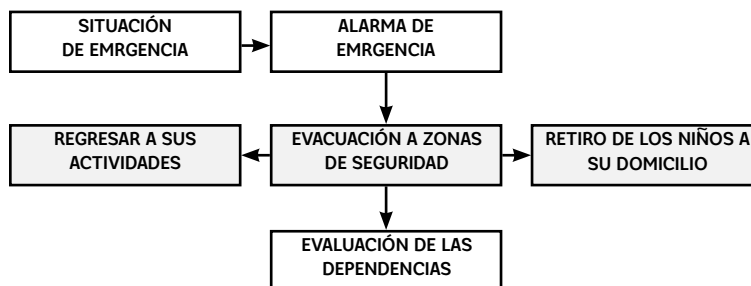 SITUACIÓN
DE EMRGENCIA
ALARMA DE
EMRGENCIA
REGRESAR A SUS
ACTIVIDADES
EVACUACIÓN A ZONAS
DE SEGURIDAD
RETIRO DE LOS NIÑOS A
SU DOMICILIO
EVALUACIÓN DE LAS
DEPENDENCIAS